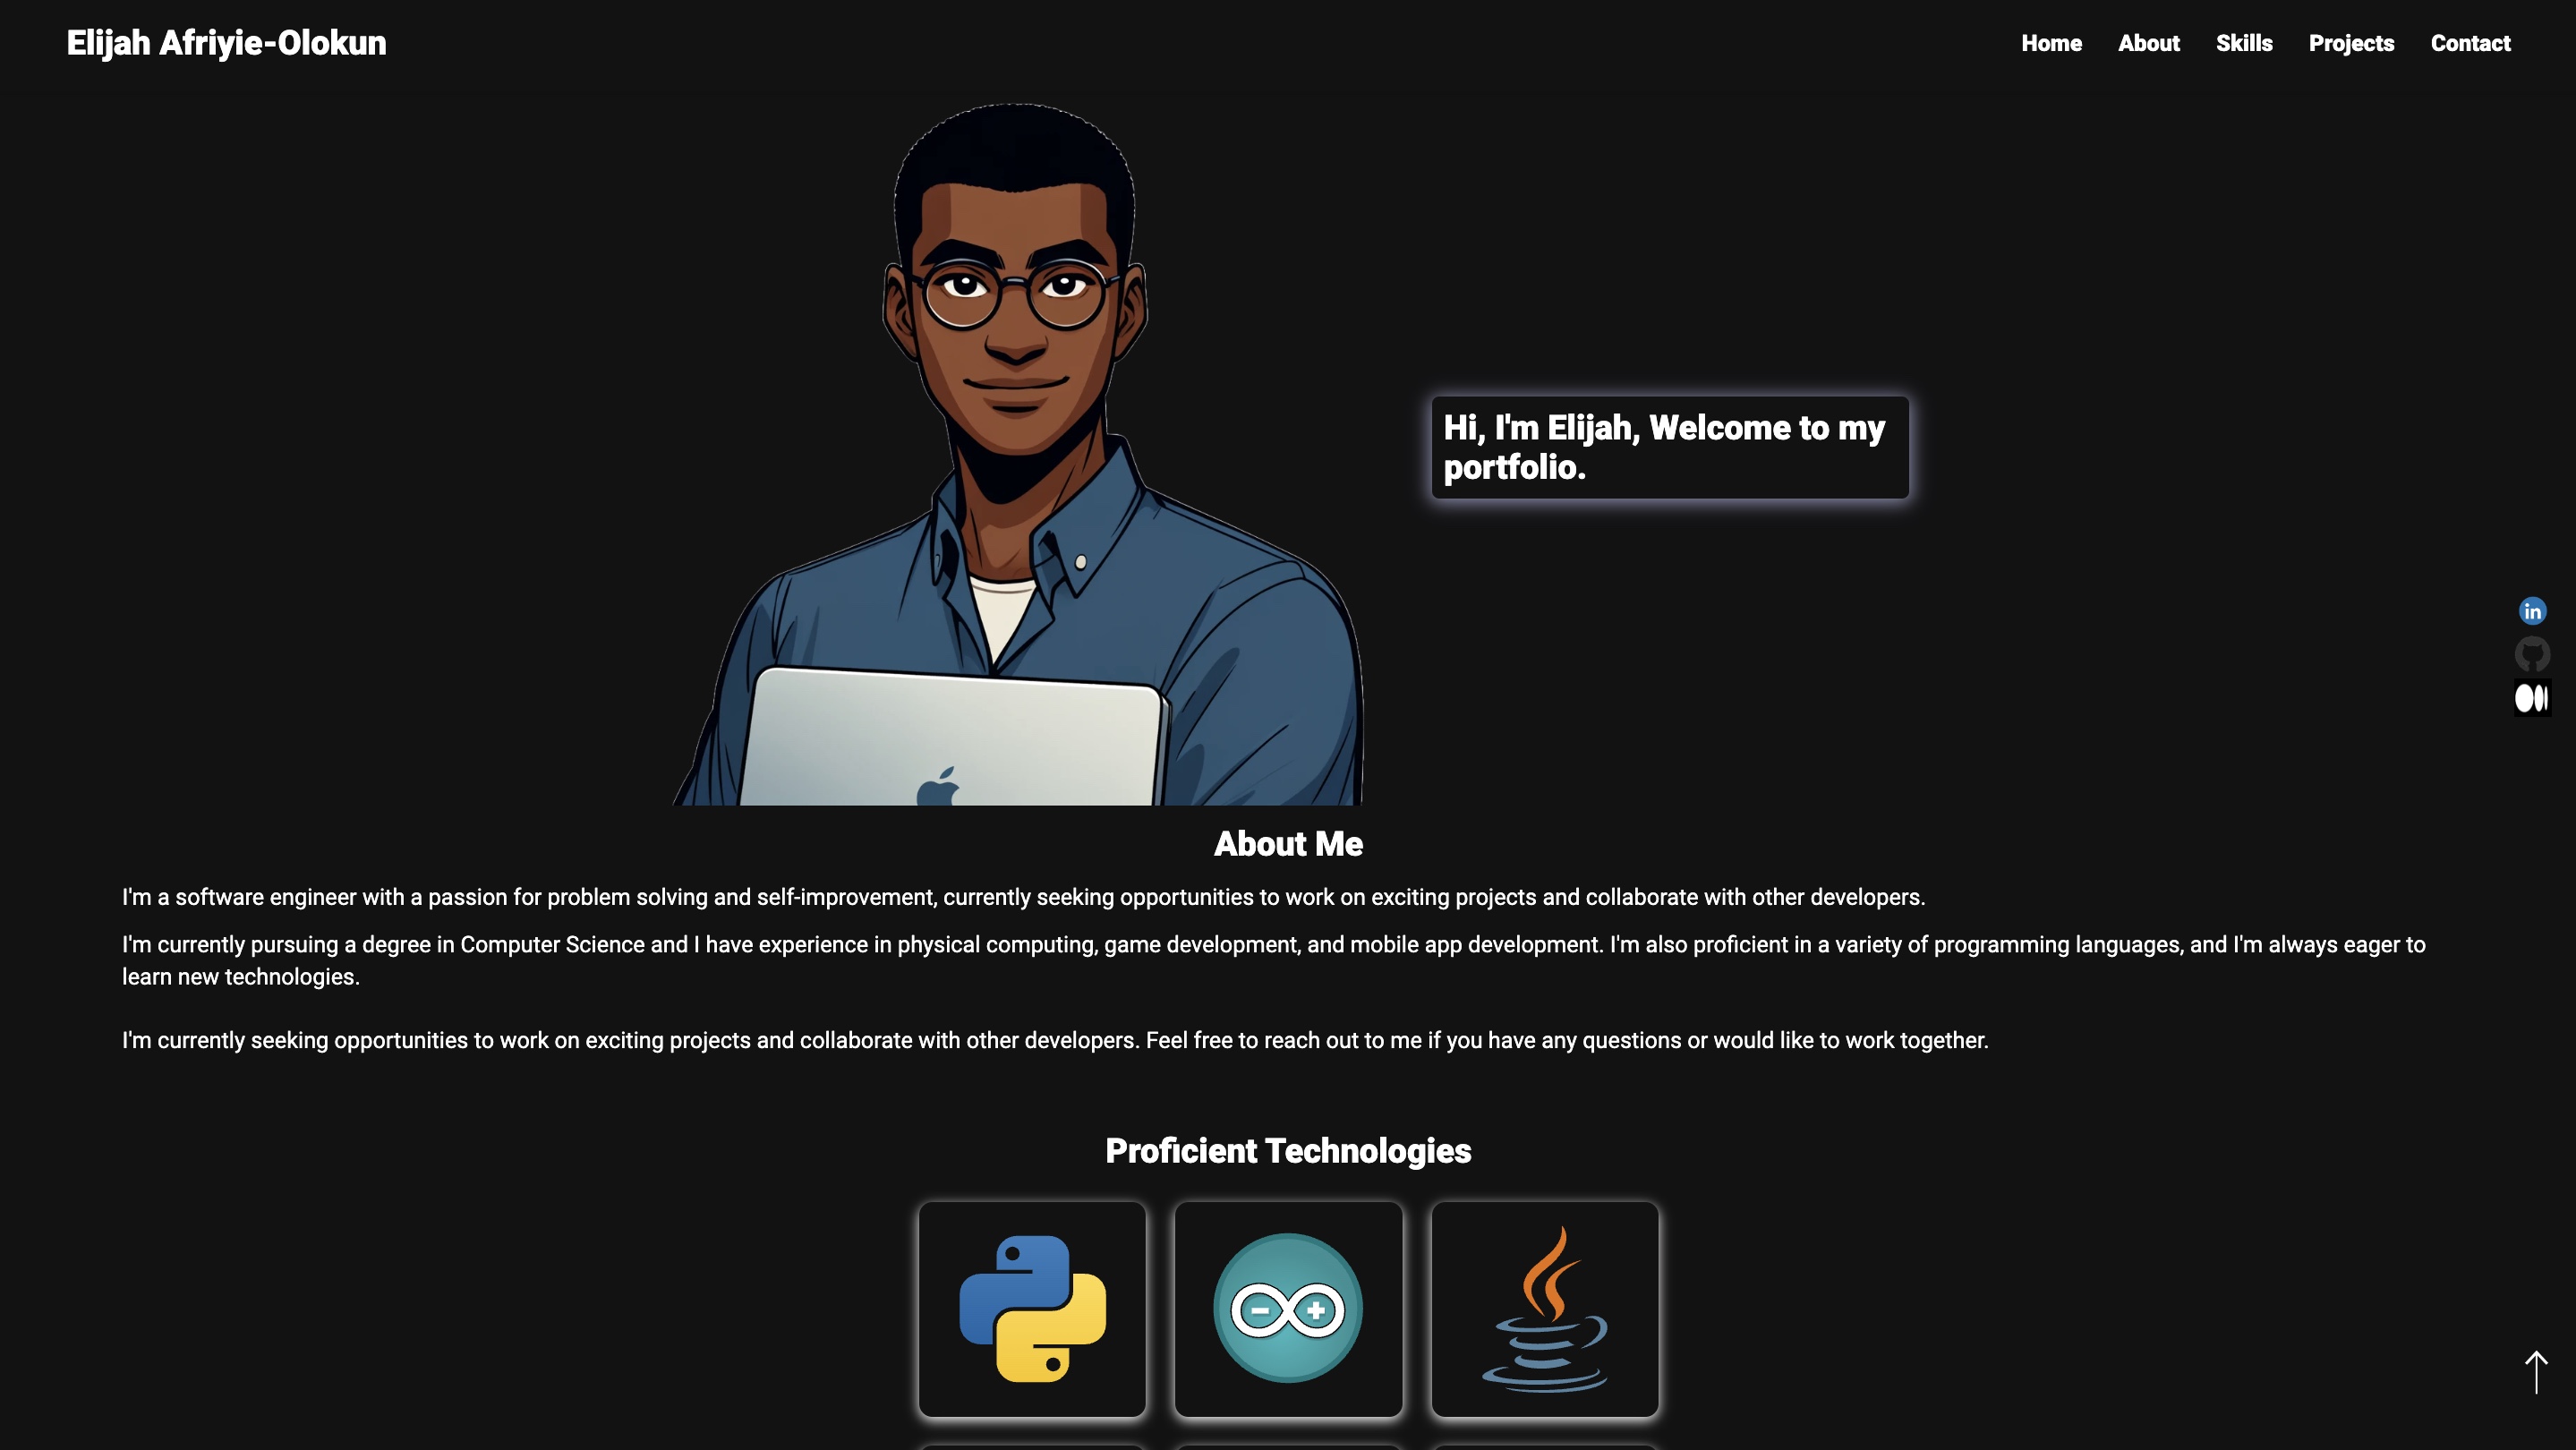 Elijah Afriyie-Olokun
Home About Skills Projects Contact
Hi, I'm Elijah, Welcome to my
portfolio.
in
About Me
I'm a software engineer with a passion for problem solving and self-improvement, currently seeking opportunities to work on exciting projects and collaborate with other developers.
I'm currently pursuing a degree in Computer Science and I have experience in physical computing, game development, and mobile app development. I'm also proficient in a variety of programming languages, and I'm always eager to
learn new technologies.
I'm currently seeking opportunities to work on exciting projects and collaborate with other developers. Feel free to reach out to me if you have any questions or would like to work together.
Proficient Technologies